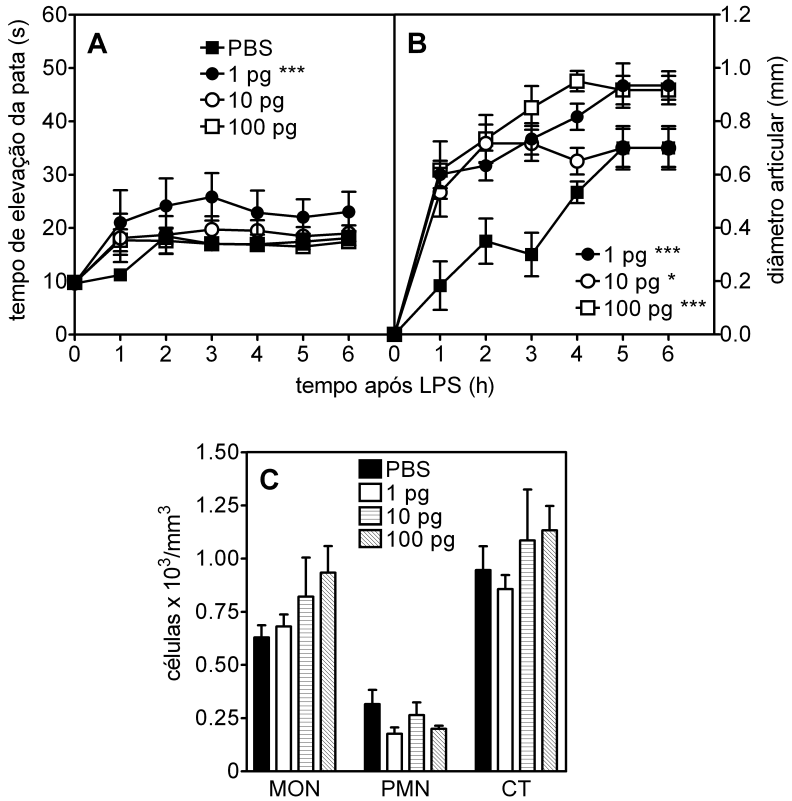 A
B
tempo de elevação da pata (s)
60
50
40
30
20
10
0
PBS
1 pg ***
10 pg
100 pg
0 1 2 3 4 5 6
1.2
1.0
0.8
0.6
0.4
0.2
0.0
diâmetro articular (mm)
1 pg ***
10 pg *
100 pg ***
0 1 2 3 4 5 6
tempo após LPS (h)
C
células x 10³/mm³
1.50
1.25
1.00
0.75
0.50
0.25
0
PBS
1 pg
10 pg
100 pg
MON PMN CT